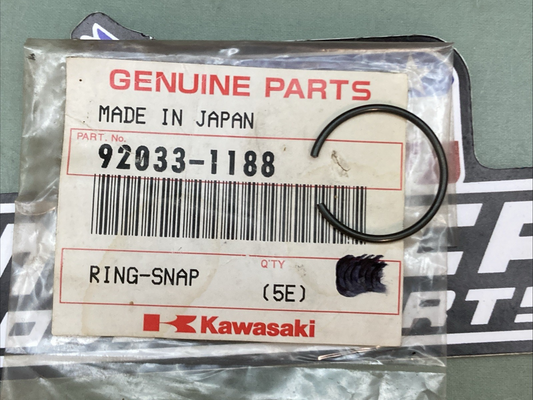 GENUINE PARTS
MADE IN JAPAN
PART. No.
92033-1188
Q'TY
RING-SNAP
(5E)
Kawasaki